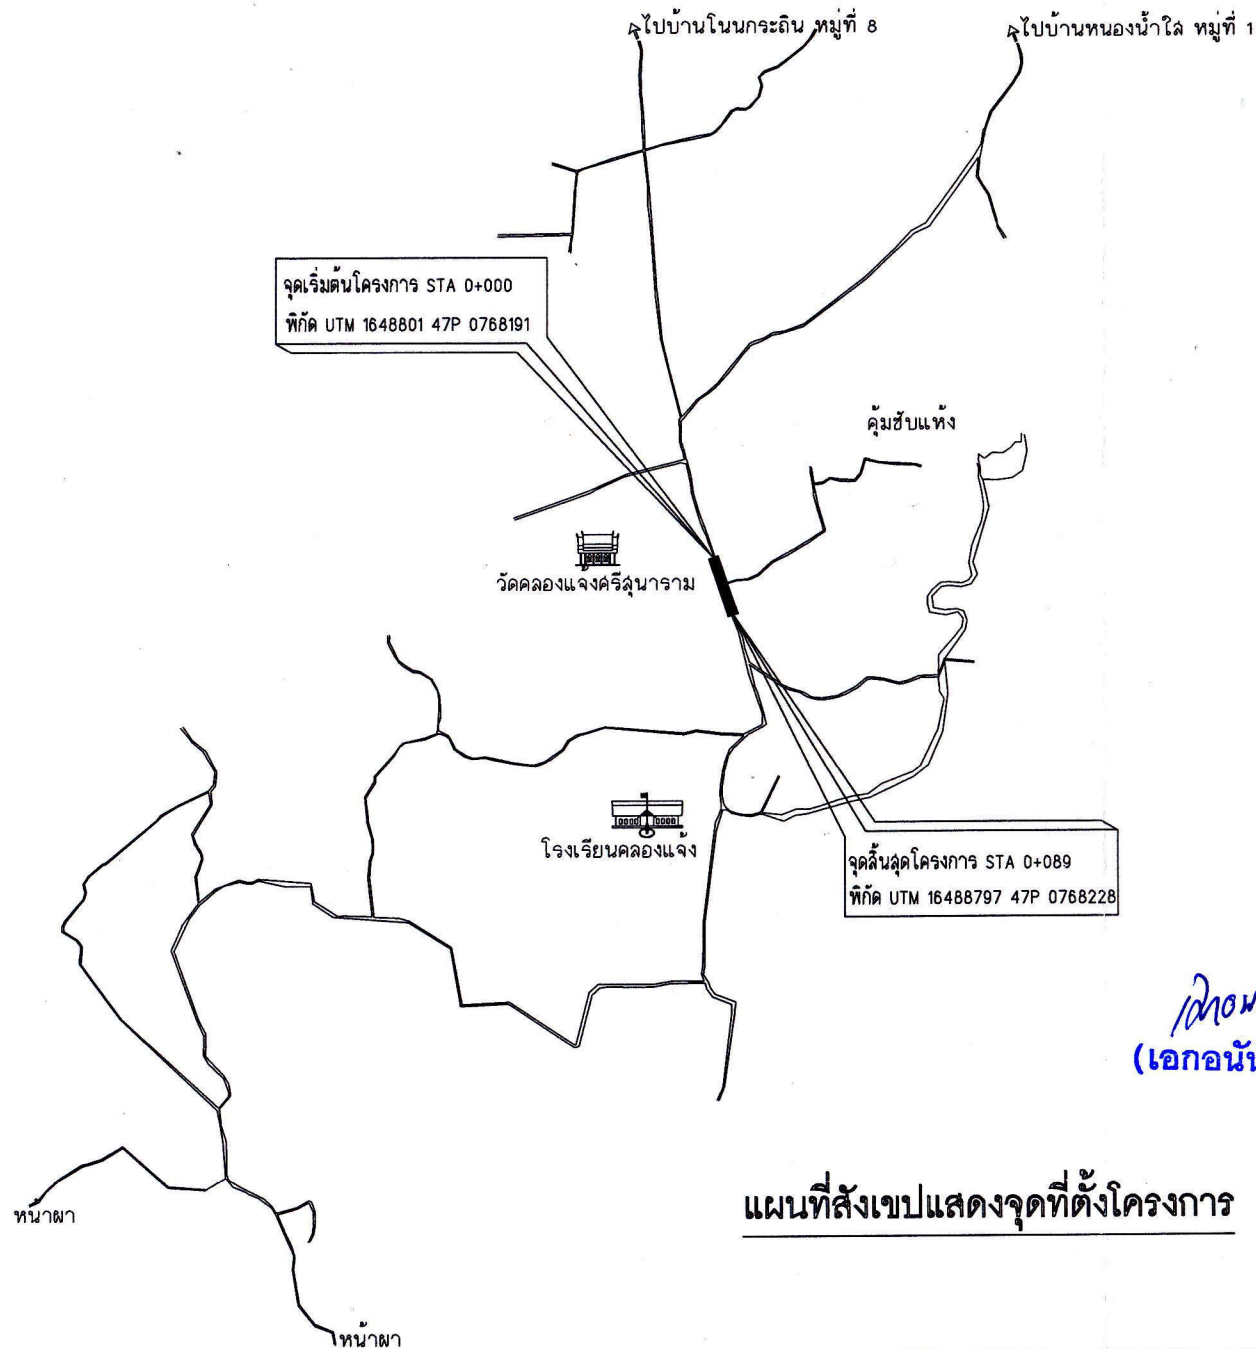 ไปบ้านโนนกระถิน หมู่ที่ 8
ไปบ้านหนองน้ำใส หมู่ที่ 1
จุดเริ่มต้นโครงการ STA 0+000
พิกัด UTM 1648801 47P 0768191
คุ้มซับแห้ง
วัดคลองแจ้งศรีสุนาราม
โรงเรียนคลองแจ้ง
จุดสิ้นสุดโครงการ STA 0+089
พิกัด UTM 16488797 47P 0768228
(เอกอนัน
แผนที่สังเขปแสดงจุดที่ตั้งโครงการ
หน้าผา
หน้าผา